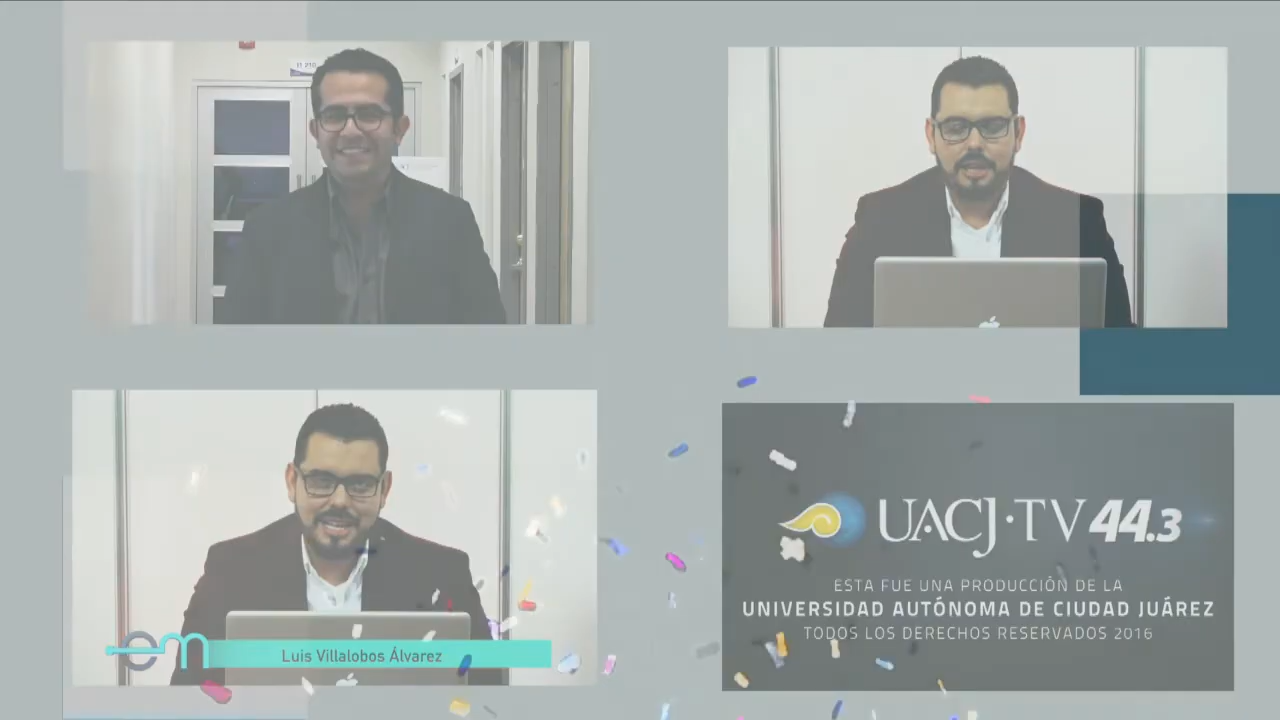 em
Luis Villalobos Álvarez
UACJ·TV 44.3
ESTA FUE UNA PRODUCCIÓN DE LA
UNIVERSIDAD AUTÓNOMA DE CIUDAD JUÁREZ
TODOS LOS DERECHOS RESERVADOS 2016